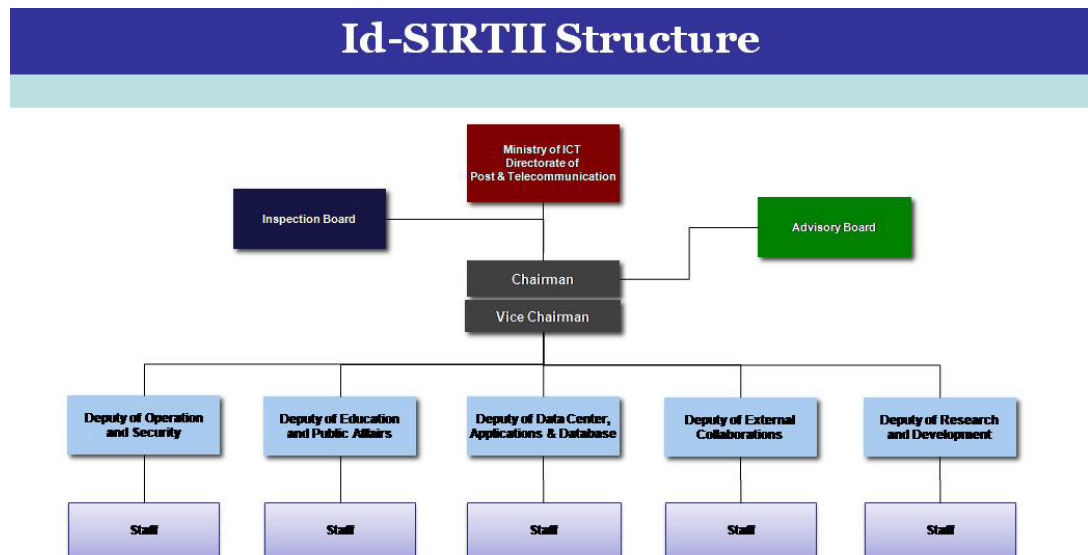 Id-SIRTII Structure
Ministry of ICT
Directorate of
Post & Telecommunication
Inspection Board
Advisory Board
Chairman
Vice Chairman
Deputy of Operation
and Security
Deputy of Education
and Public Affairs
Deputy of Data Center,
Applications & Database
Deputy of External
Collaborations
Deputy of Research
and Development
Staff
Staff
Staff
Staff
Staff